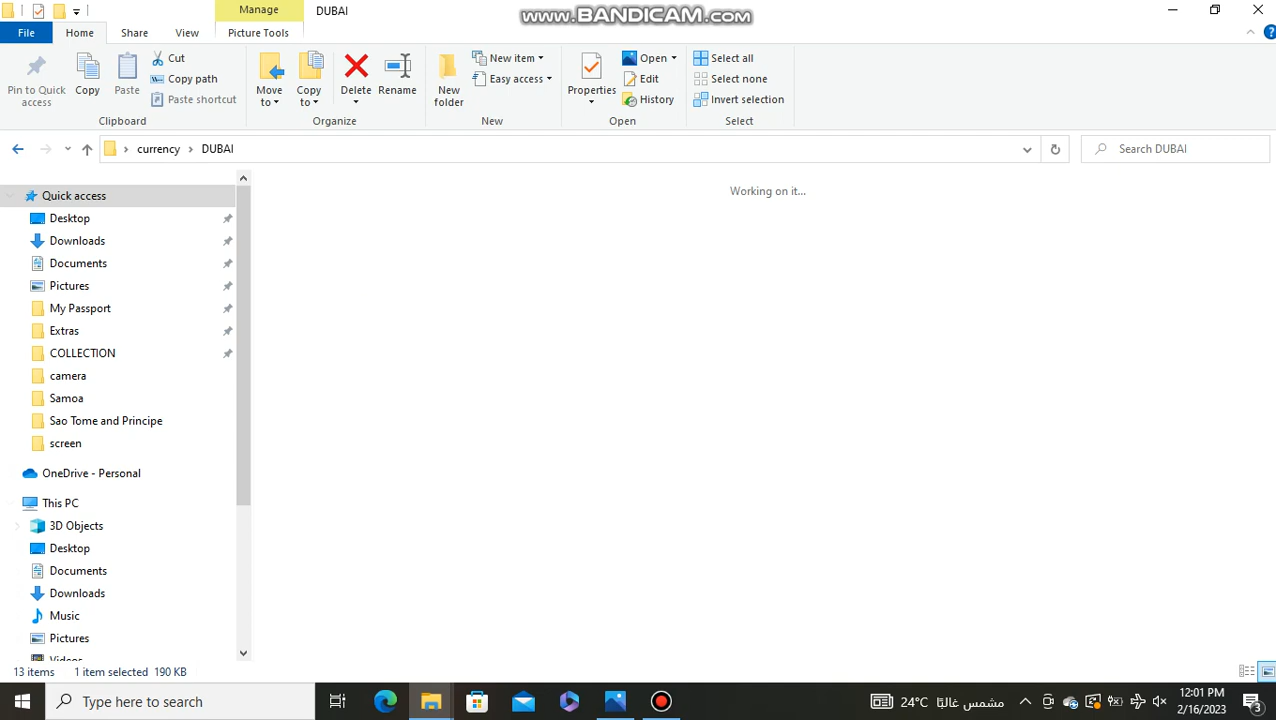 Manage
DUBAI
WWW.BANDICAM.COM
File
Home
Share
View
Picture Tools
Pin to Quick access
Copy
Paste
Cut
Copy path
Paste shortcut
Clipboard
Move to
Copy to
Delete
Rename
Organize
New folder
New item
Easy access
New
Properties
Open
Edit
History
Open
Select all
Select none
Invert selection
Select
currency
DUBAI
Search DUBAI
Working on it...
Quick access
Desktop
Downloads
Documents
Pictures
My Passport
Extras
COLLECTION
camera
Samoa
Sao Tome and Principe
screen
OneDrive - Personal
This PC
3D Objects
Desktop
Documents
Downloads
Music
Pictures
Videos
13 items
1 item selected 190 KB
Type here to search
24°C
مشمس غالبًا
12:01 PM
2/16/2023
3